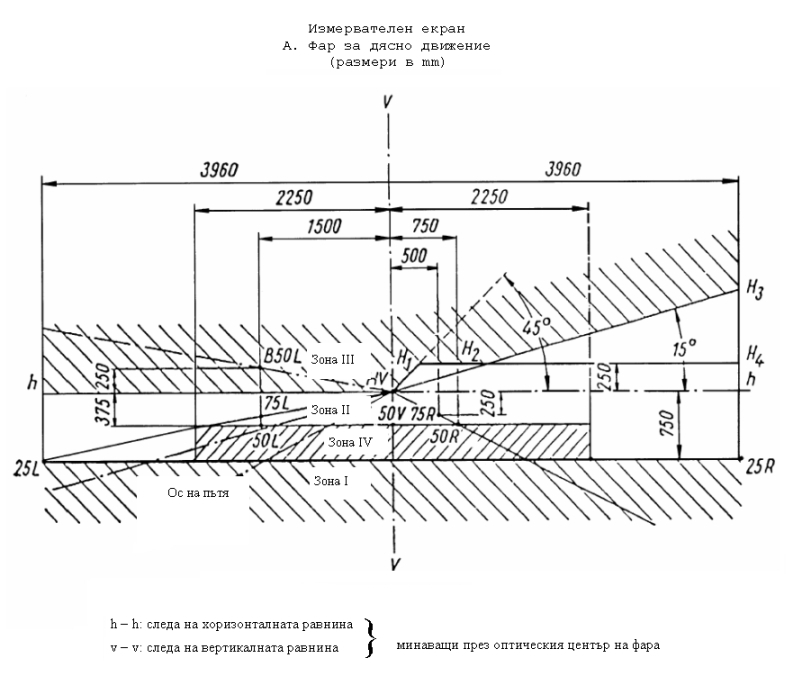 Измервателен екран
А. Фар за дясно движение
(размери в mm)
V
3960 3960
2250 2250
1500 750
500
H3
45°
B50L Зона III H1 H2 15° H4
h 250 HV 250 h
375 75L Зона II 50V 75R 250 750
50L Зона IV 50R
25L 25R
Зона I
Ос на пътя
V
h – h: следа на хоризонталната равнина
v – v: следа на вертикалната равнина
} минаващи през оптическия център на фара